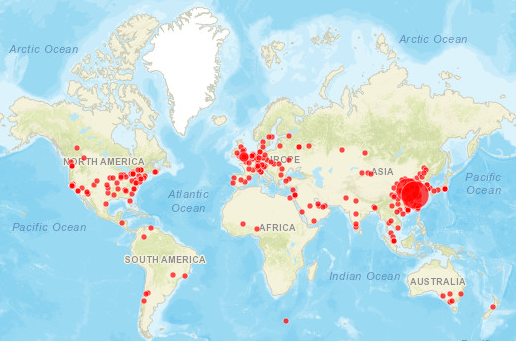 Arctic Ocean
Arctic Ocean
NORTH AMERICA
EUROPE
ASIA
Pacific
Ocean
Atlantic
Ocean
Pacific Ocean
AFRICA
SOUTH AMERICA
Indian Ocean
AUSTRALIA